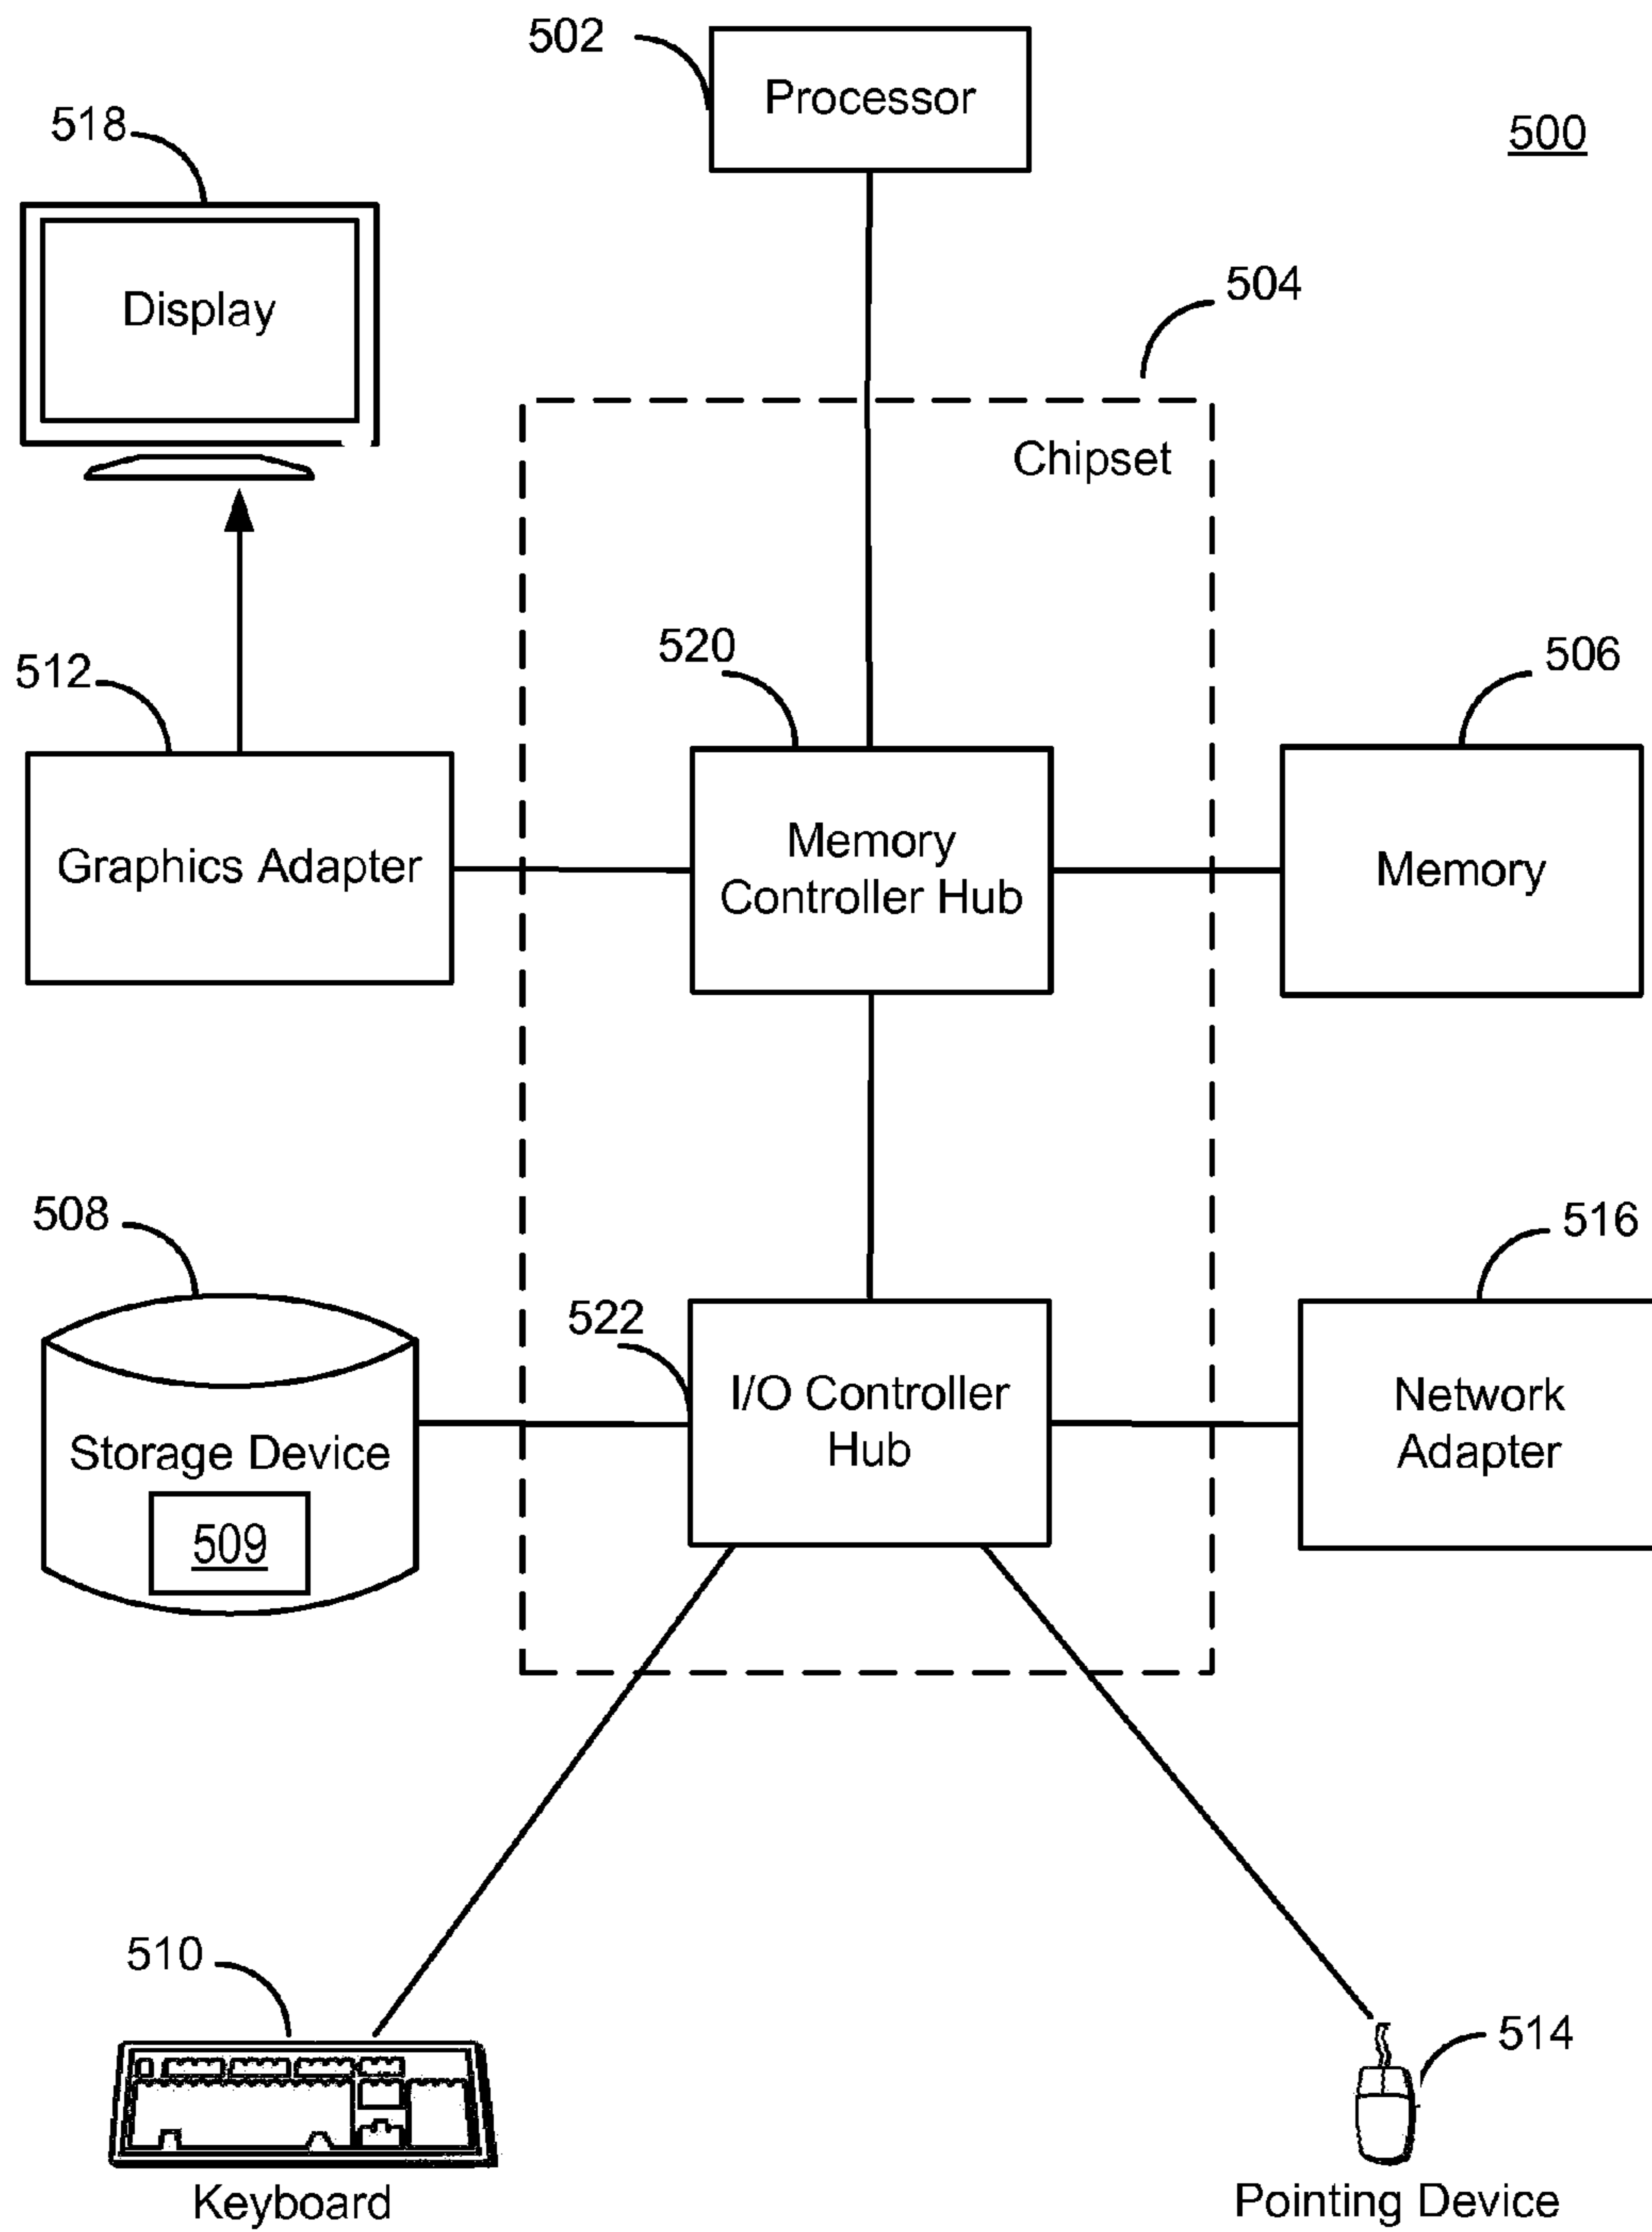 502
Processor
500
518
Display
504
Chipset
520
506
512
Memory
Controller Hub
Graphics Adapter
Memory
508
516
522
I/O Controller
Hub
Network
Adapter
Storage Device
509
510
514
Keyboard
Pointing Device